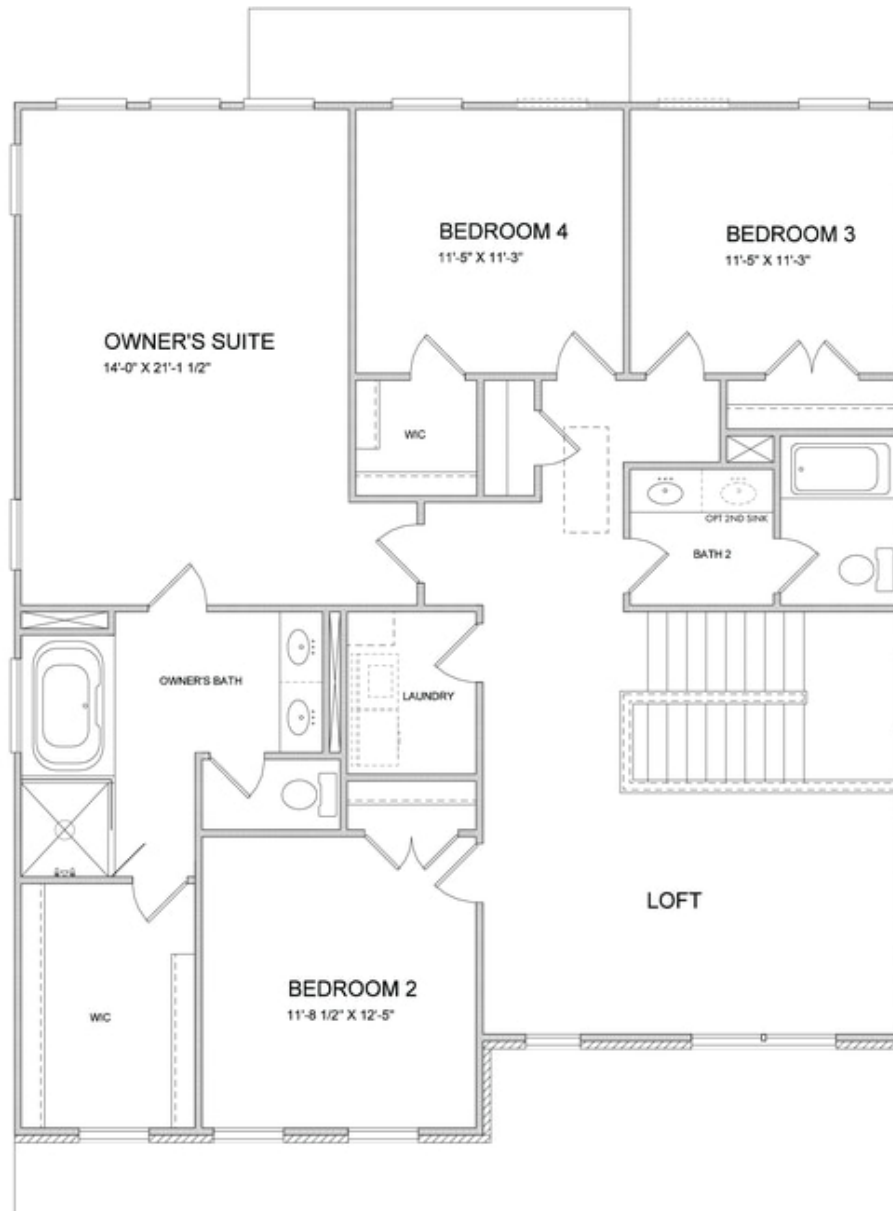 BEDROOM 4
11'-5" X 11'-3"
BEDROOM 3
11'-5" X 11'-3"
OWNER'S SUITE
14'-0" X 21'-1 1/2"
WIC
OPT 2ND SINK
BATH 2
OWNER'S BATH
LAUNDRY
LOFT
BEDROOM 2
11'-8 1/2" X 12'-5"
WIC